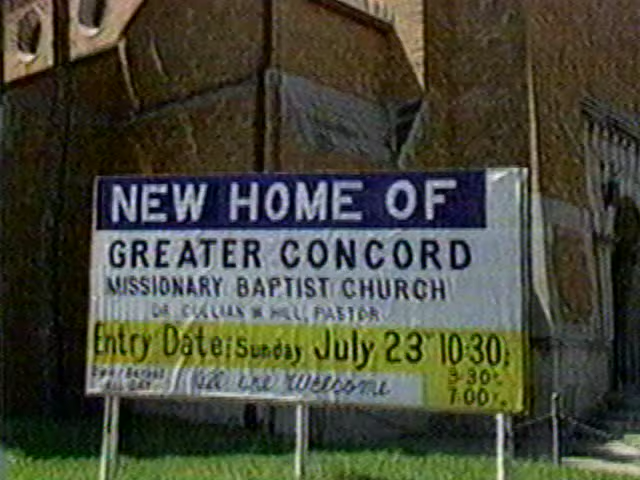 NEW HOME OF
GREATER CONCORD
MISSIONARY BAPTIST CHURCH
DR. CULLIAN W HILL, PASTOR
Entry Date: Sunday July 23rd 10:30
3:30
7:00
All are Welcome